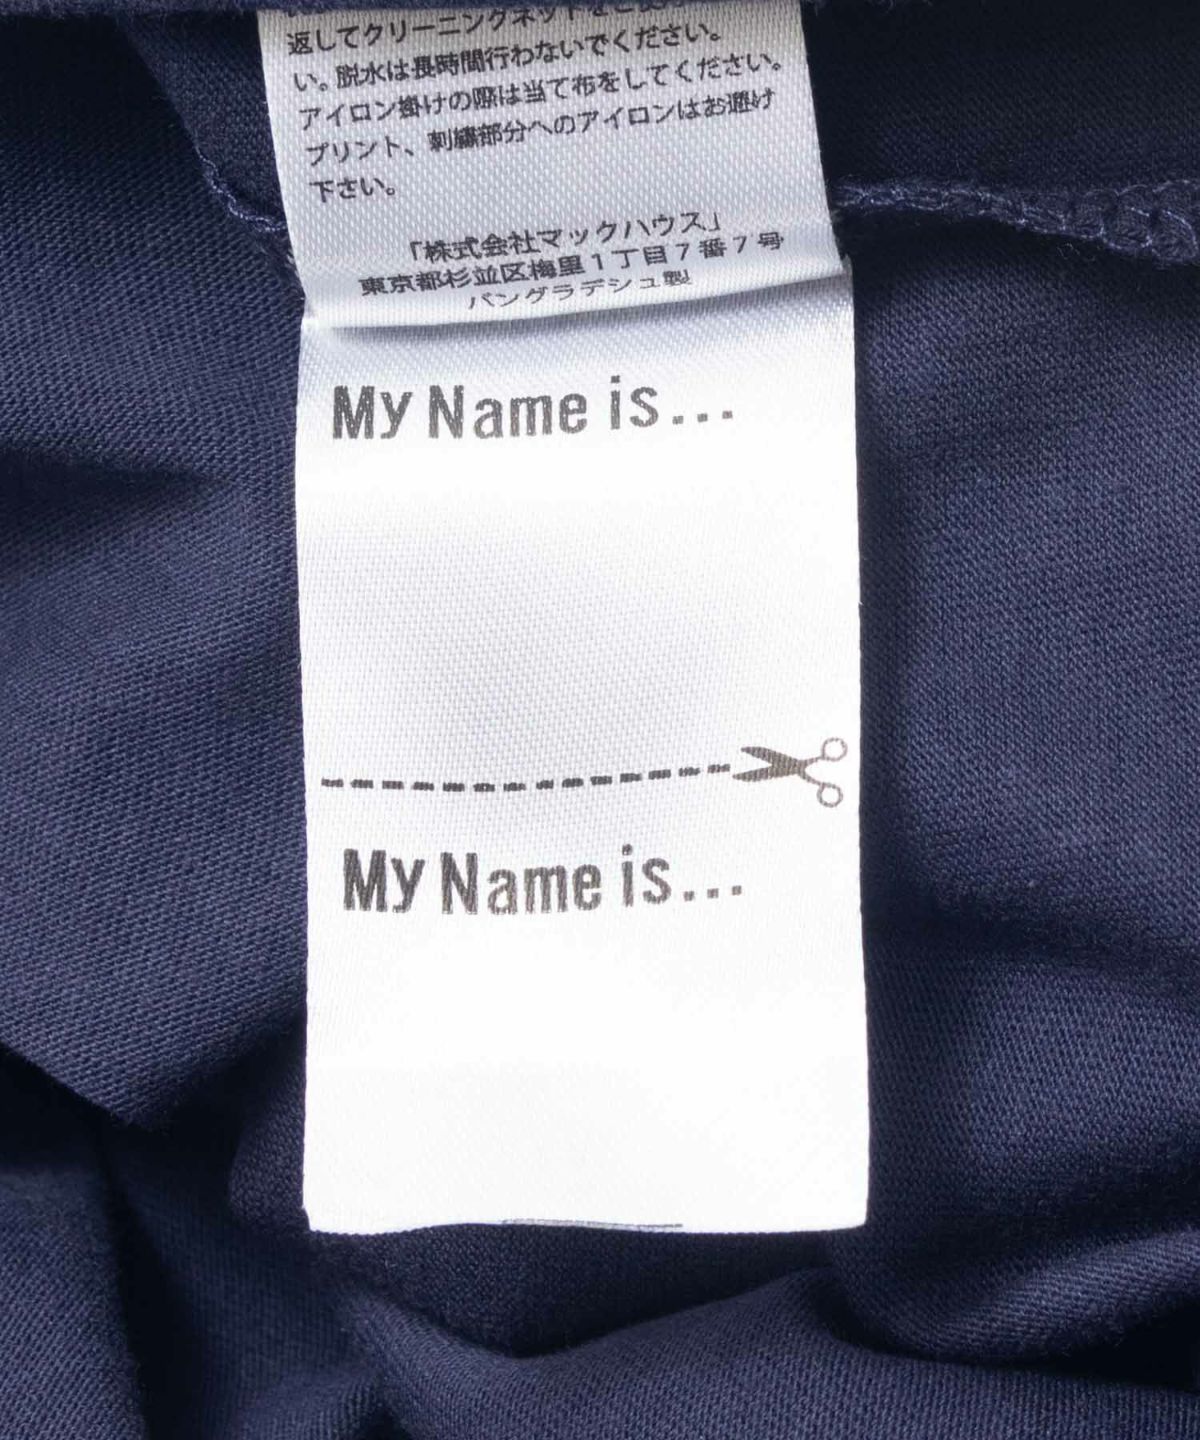 返してクリーニングネットをご使用
い。脱水は長時間行わないでください。
アイロン掛けの際は当て布をしてください。
プリント、刺繍部分へのアイロンはお避け
下さい。
「株式会社マックハウス」
東京都杉並区梅里1丁目7番7号
バングラデシュ製
My Name is...
My Name is...